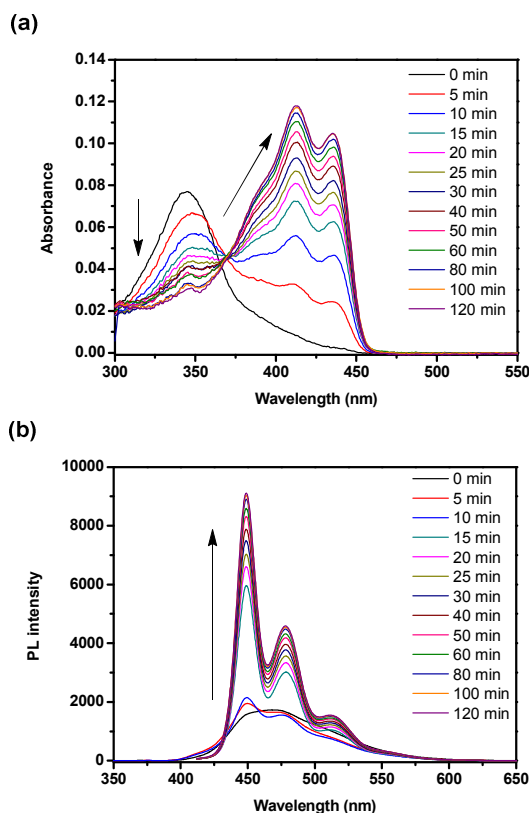 (a)
0.14
0.12
0.10
0.08
0.06
0.04
0.02
0.00
Absorbance
300 350 400 450 500 550
Wavelength (nm)
0 min
5 min
10 min
15 min
20 min
25 min
30 min
40 min
50 min
60 min
80 min
100 min
120 min
(b)
10000
8000
6000
4000
2000
0
PL intensity
350 400 450 500 550 600 650
Wavelength (nm)
0 min
5 min
10 min
15 min
20 min
25 min
30 min
40 min
50 min
60 min
80 min
100 min
120 min